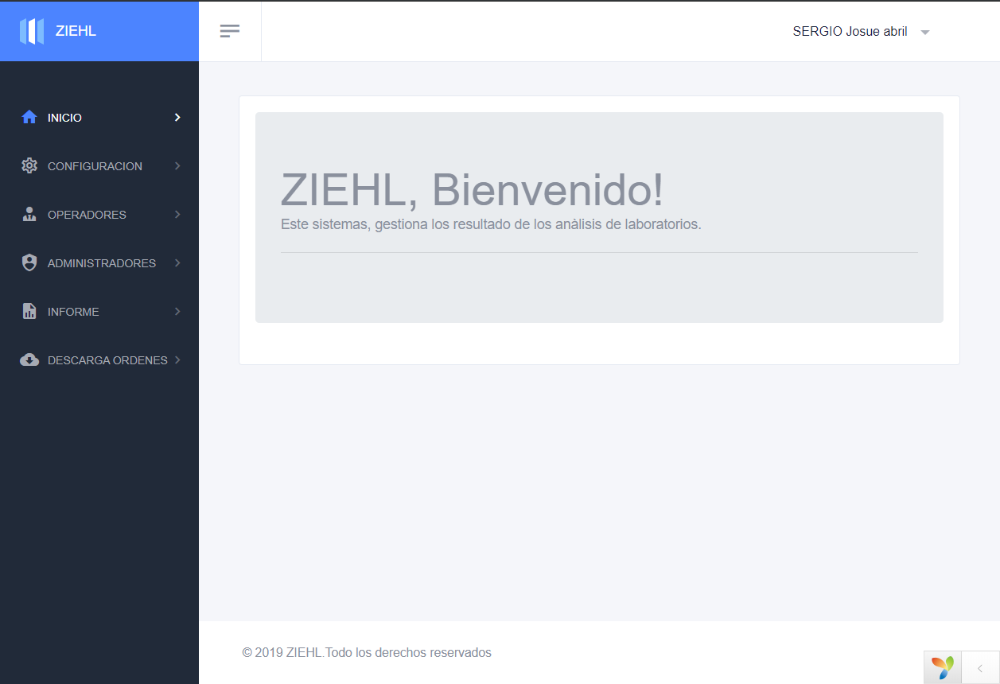 ZIEHL
SERGIO Josue abril
INICIO
CONFIGURACION
OPERADORES
ADMINISTRADORES
INFORME
DESCARGA ORDENES
ZIEHL, Bienvenido!
Este sistemas, gestiona los resultado de los anàlisis de laboratorios.
© 2019 ZIEHL.Todo los derechos reservados